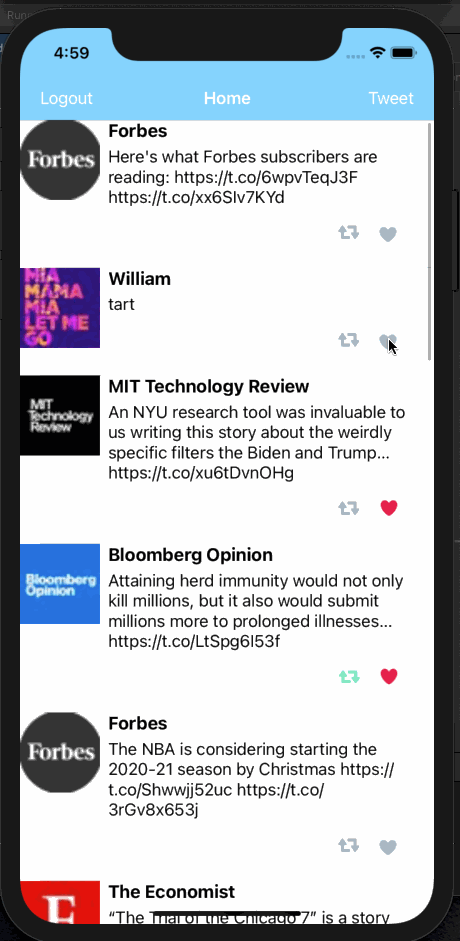 4:59
Logout Home Tweet
Forbes
Forbes
Here's what Forbes subscribers are
reading: https://t.co/6wpvTeqJ3F
https://t.co/xx6SIv7KYd
MIA
MAMA
MIA
LET ME
GO
William
tart
MIT
Technology
Review
MIT Technology Review
An NYU research tool was invaluable to
us writing this story about the weirdly
specific filters the Biden and Trump...
https://t.co/xu6tDvnOHg
Bloomberg
Opinion
Bloomberg Opinion
Attaining herd immunity would not only
kill millions, but it also would submit
millions more to prolonged illnesses...
https://t.co/LtSpg6I53f
Forbes
Forbes
The NBA is considering starting the
2020-21 season by Christmas https://
t.co/Shwwjj52uc https://t.co/
3rGv8x653j
E
The Economist
“The Trial of the Chicago 7” is a story